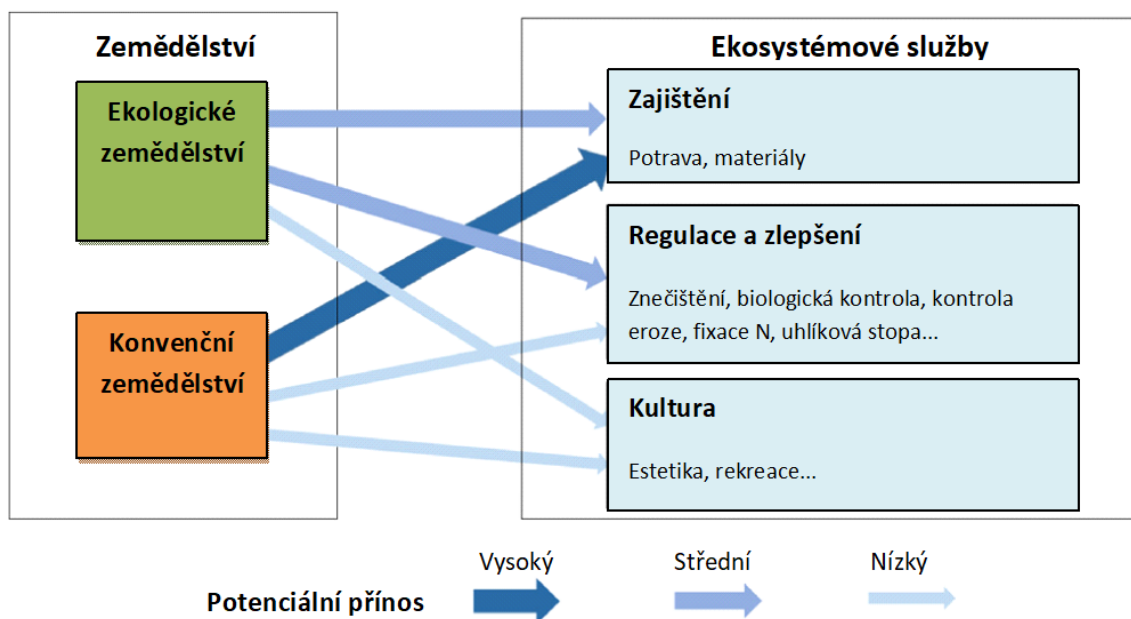 Zemědělství
Ekologické
zemědělství
Konvenční
zemědělství
Ekosystémové služby
Zajištění
Potrava, materiály
Regulace a zlepšení
Znečištění, biologická kontrola, kontrola
eroze, fixace N, uhlíková stopa...
Kultura
Estetika, rekreace...
Potenciální přínos
Vysoký
Střední
Nízký